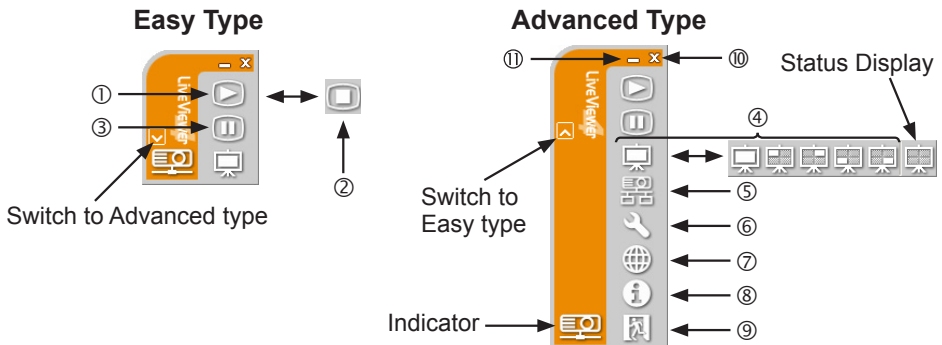 Easy Type
①
③
LiveViewer
②
Switch to Advanced type
Advanced Type
⑪
⑩
Status Display
LiveViewer
④
Switch to
Easy type
⑤
⑥
⑦
⑧
Indicator
⑨